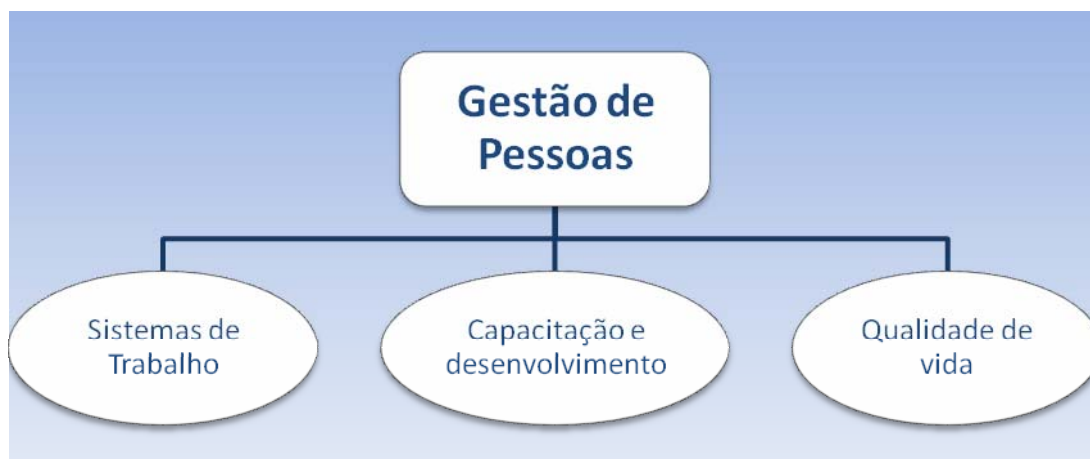 Gestão de
Pessoas
Sistemas de
Trabalho
Capacitação e
desenvolvimento
Qualidade de
vida